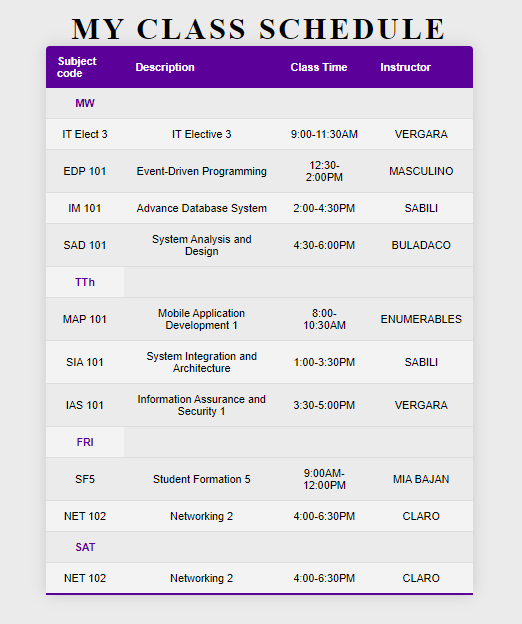 MY CLASS SCHEDULE
Subject code Description Class Time Instructor
MW
IT Elect 3 IT Elective 3 9:00-11:30AM VERGARA
EDP 101 Event-Driven Programming 12:30-2:00PM MASCULINO
IM 101 Advance Database System 2:00-4:30PM SABILI
SAD 101 System Analysis and Design 4:30-6:00PM BULADACO
TTh
MAP 101 Mobile Application Development 1 8:00-10:30AM ENUMERABLES
SIA 101 System Integration and Architecture 1:00-3:30PM SABILI
IAS 101 Information Assurance and Security 1 3:30-5:00PM VERGARA
FRI
SF5 Student Formation 5 9:00AM-12:00PM MIA BAJAN
NET 102 Networking 2 4:00-6:30PM CLARO
SAT
NET 102 Networking 2 4:00-6:30PM CLARO